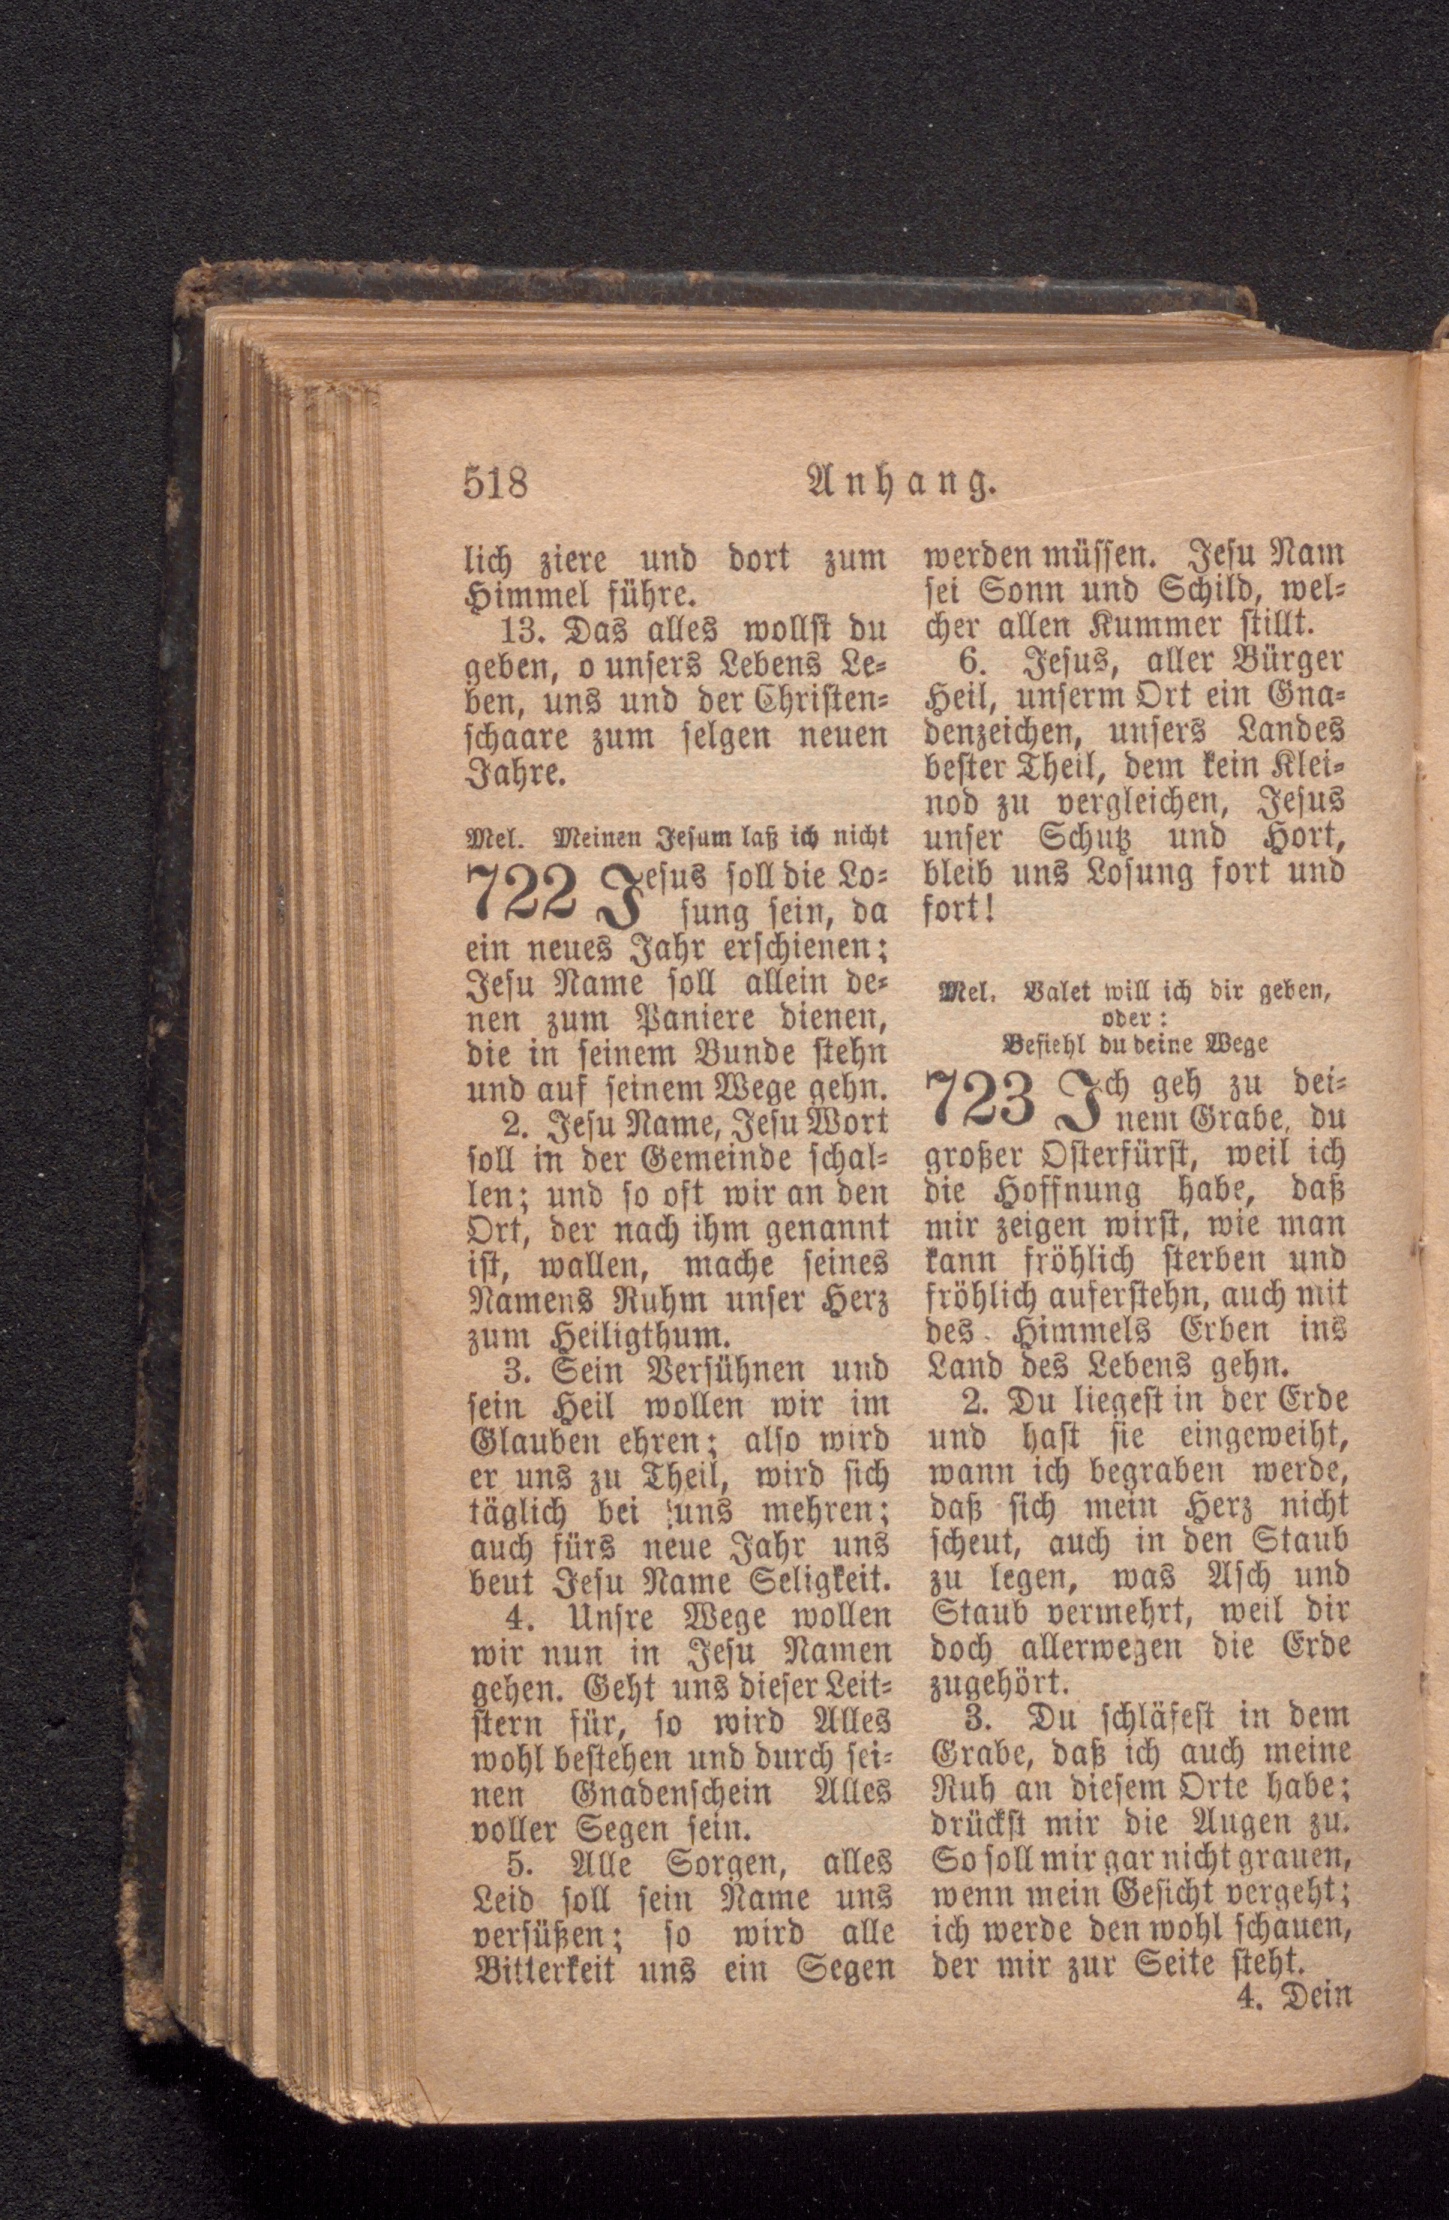 518
Anhang.
lich ziere und dort zum
Himmel führe.
13. Das alles wollst du
geben, o unsers Lebens Le-
ben, uns und der Christen-
schaare zum selgen neuen
Jahre.
Mel. Meinen Jesum laß ich nicht
722 Jesus soll die Lo-
sung sein, da
ein neues Jahr erschienen;
Jesu Name soll allein de-
nen zum Paniere dienen,
die in seinem Bunde stehn
und auf seinem Wege gehn.
2. Jesu Name, Jesu Wort
soll in der Gemeinde schal-
len; und so oft wir an den
Ort, der nach ihm genannt
ist, wallen, mache seines
Namens Ruhm unser Herz
zum Heiligthum.
3. Sein Versühnen und
sein Heil wollen wir im
Glauben ehren; also wird
er uns zu Theil, wird sich
täglich bei uns mehren;
auch fürs neue Jahr uns
beut Jesu Name Seligkeit.
4. Unsre Wege wollen
wir nun in Jesu Namen
gehen. Geht uns dieser Leit-
stern für, so wird Alles
wohl bestehen und durch sei-
nen Gnadenschein Alles
voller Segen sein.
5. Alle Sorgen, alles
Leid soll sein Name uns
versüßen; so wird alle
Bitterkeit uns ein Segen
werden müssen. Jesu Nam
sei Sonn und Schild, wel-
cher allen Kummer stillt.
6. Jesus, aller Bürger
Heil, unserm Ort ein Gna-
denzeichen, unsers Landes
bester Theil, dem kein Klei-
nod zu vergleichen, Jesus
unser Schutz und Hort,
bleib uns Losung fort und
fort!
Mel. Valet will ich dir geben,
oder:
Befiehl du deine Wege
723 Ich geh zu dei-
nem Grabe, du
großer Osterfürst, weil ich
die Hoffnung habe, daß
mir zeigen wirst, wie man
kann fröhlich sterben und
fröhlich auferstehn, auch mit
des Himmels Erben ins
Land des Lebens gehn.
2. Du liegest in der Erde
und hast sie eingeweiht,
wann ich begraben werde,
daß sich mein Herz nicht
scheut, auch in den Staub
zu legen, was Asch und
Staub vermehrt, weil dir
doch allerwegen die Erde
zugehört.
3. Du schläfest in dem
Grabe, daß ich auch meine
Ruh an diesem Orte habe;
drückst mir die Augen zu.
So soll mir gar nicht grauen,
wenn mein Gesicht vergeht;
ich werde den wohl schauen,
der mir zur Seite steht.
4. Dein